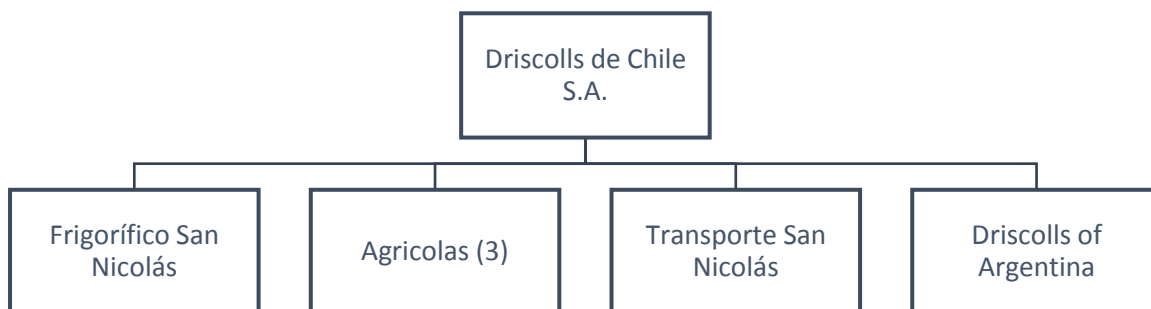 Driscolls de Chile
S.A.
Frigorífico San
Nicolás
Agricolas (3)
Transporte San
Nicolás
Driscolls of
Argentina